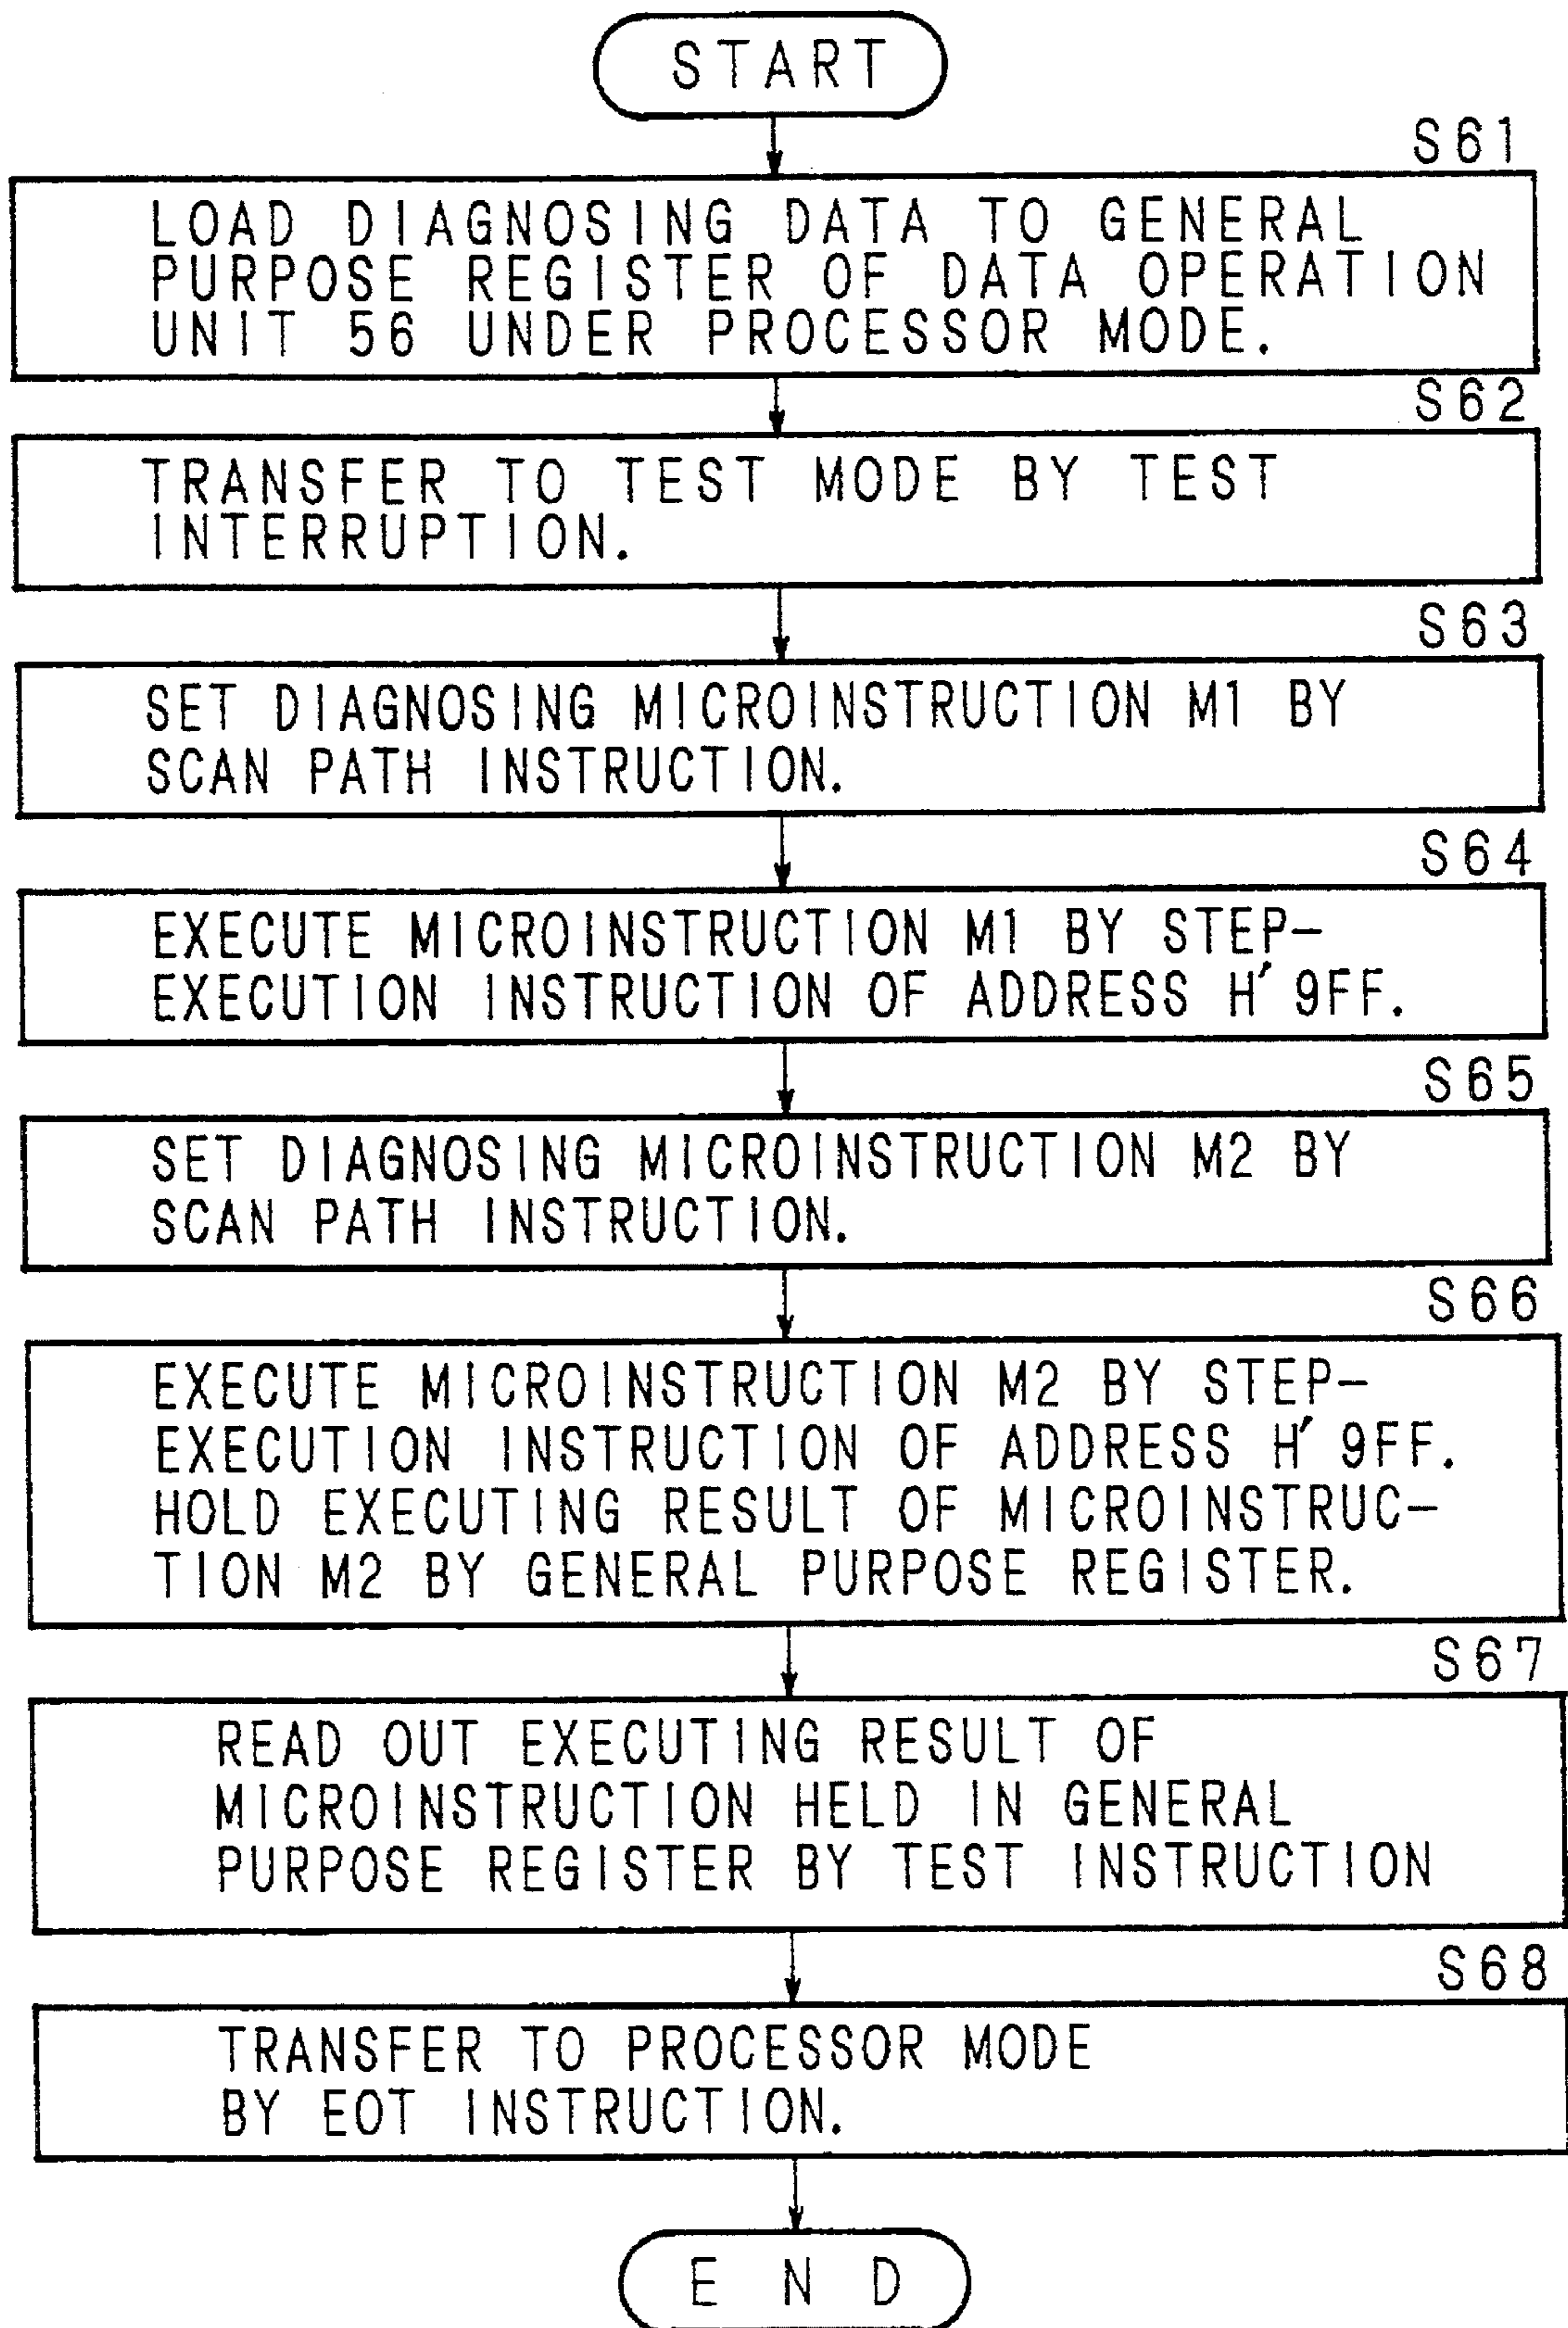 START
S61
LOAD DIAGNOSING DATA TO GENERAL
PURPOSE REGISTER OF DATA OPERATION
UNIT 56 UNDER PROCESSOR MODE.
S62
TRANSFER TO TEST MODE BY TEST
INTERRUPTION.
S63
SET DIAGNOSING MICROINSTRUCTION M1 BY
SCAN PATH INSTRUCTION.
S64
EXECUTE MICROINSTRUCTION M1 BY STEP-
EXECUTION INSTRUCTION OF ADDRESS H'9FF.
S65
SET DIAGNOSING MICROINSTRUCTION M2 BY
SCAN PATH INSTRUCTION.
S66
EXECUTE MICROINSTRUCTION M2 BY STEP-
EXECUTION INSTRUCTION OF ADDRESS H'9FF.
HOLD EXECUTING RESULT OF MICROINSTRUC-
TION M2 BY GENERAL PURPOSE REGISTER.
S67
READ OUT EXECUTING RESULT OF
MICROINSTRUCTION HELD IN GENERAL
PURPOSE REGISTER BY TEST INSTRUCTION
S68
TRANSFER TO PROCESSOR MODE
BY EOT INSTRUCTION.
END